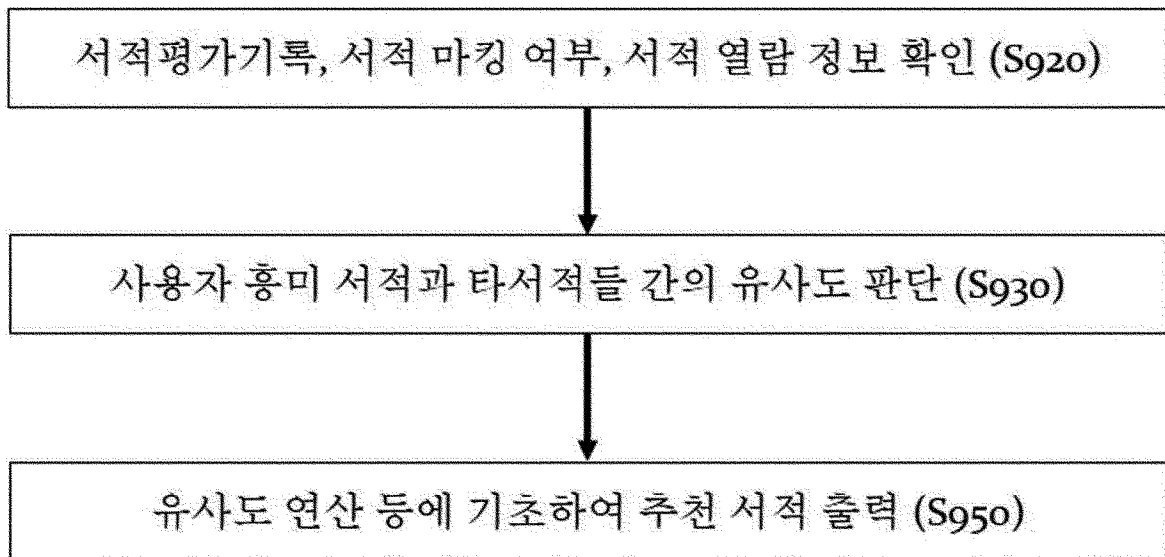 서적평가기록, 서적 마킹 여부, 서적 열람 정보 확인 (S920)
사용자 흥미 서적과 타서적들 간의 유사도 판단 (S930)
유사도 연산 등에 기초하여 추천 서적 출력 (S950)